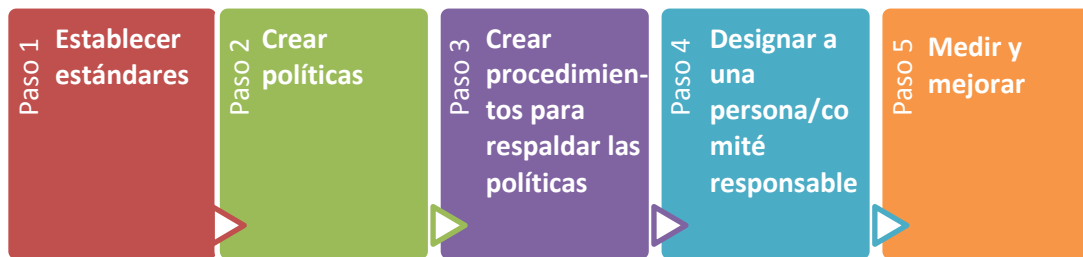 Paso 1
Establecer
estándares
Paso 2
Crear
políticas
Paso 3
Crear
procedimien-
tos para
respaldar las
políticas
Paso 4
Designar a
una
persona/co
mité
responsable
Paso 5
Medir y
mejorar